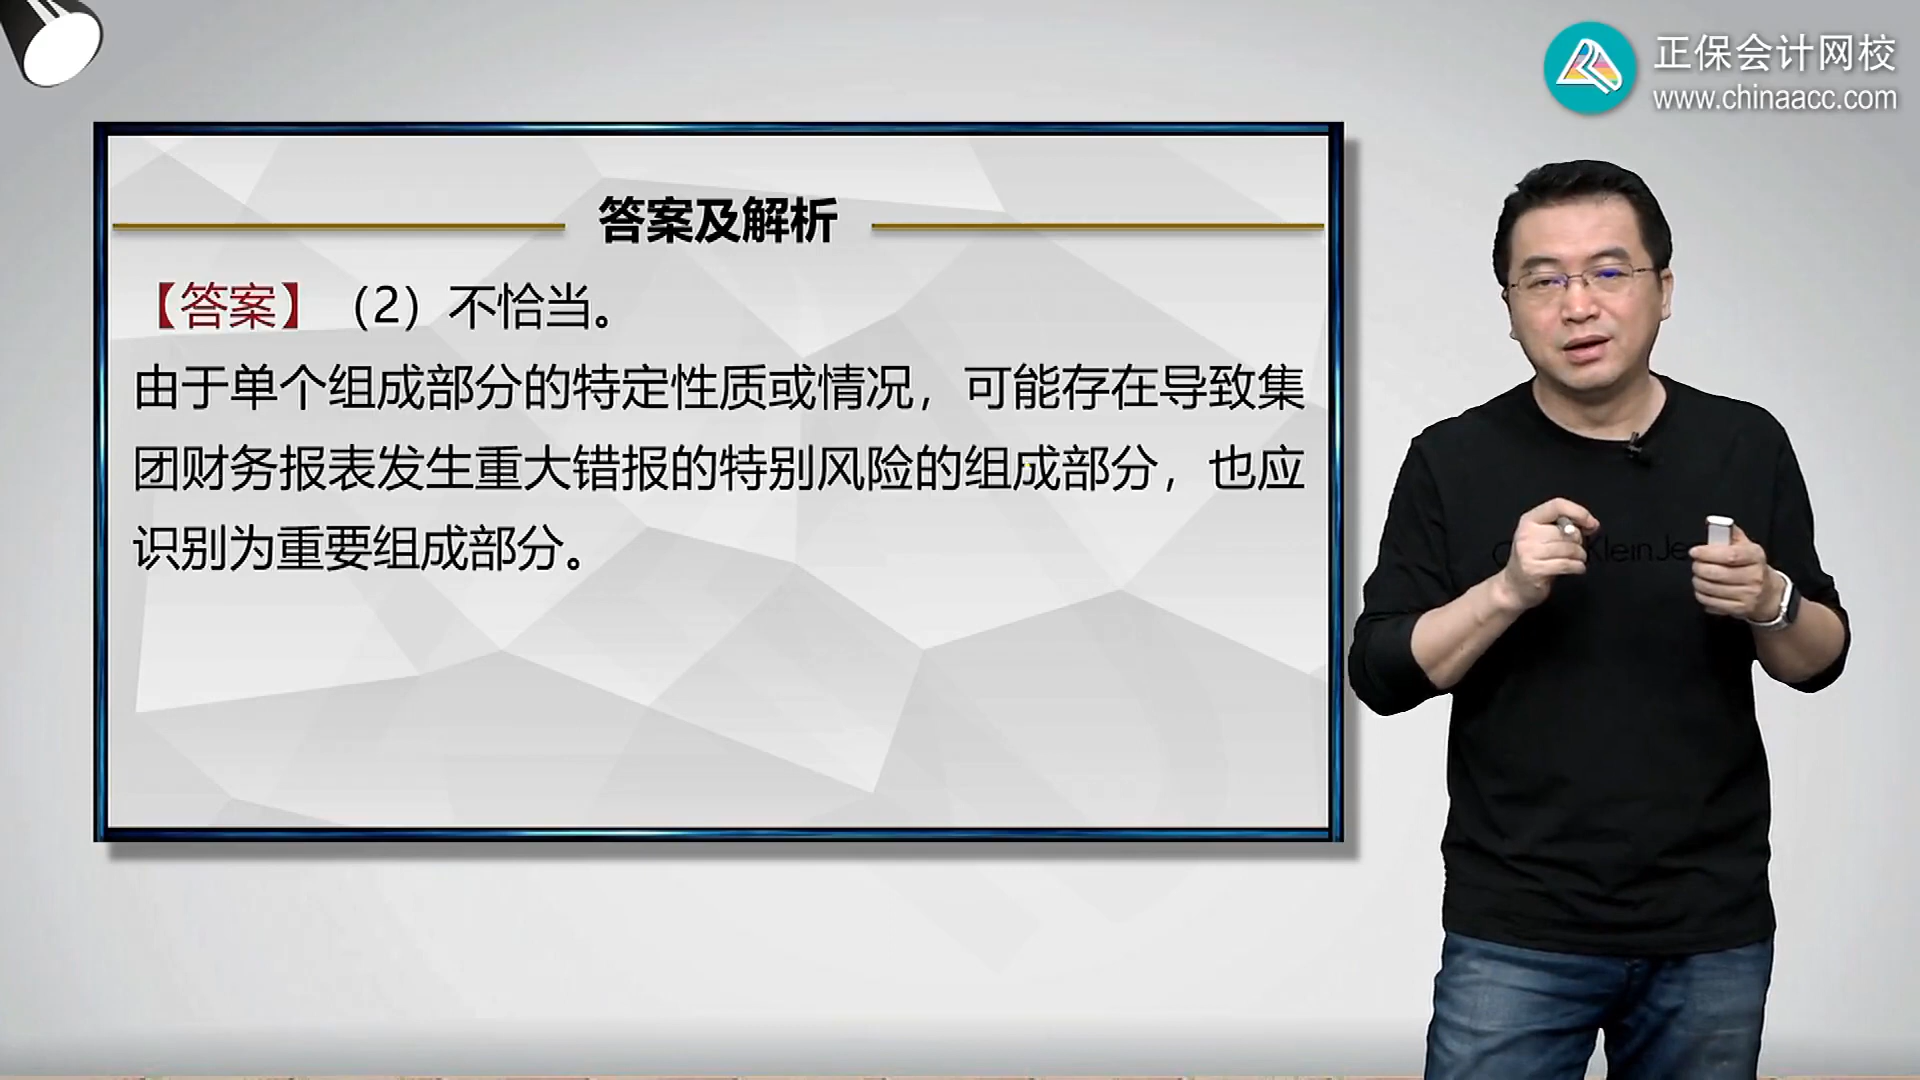 正保会计网校
www.chinaacc.com
答案及解析
【答案】（2）不恰当。
由于单个组成部分的特定性质或情况，可能存在导致集
团财务报表发生重大错报的特别风险的组成部分，也应
识别为重要组成部分。
Klein Je